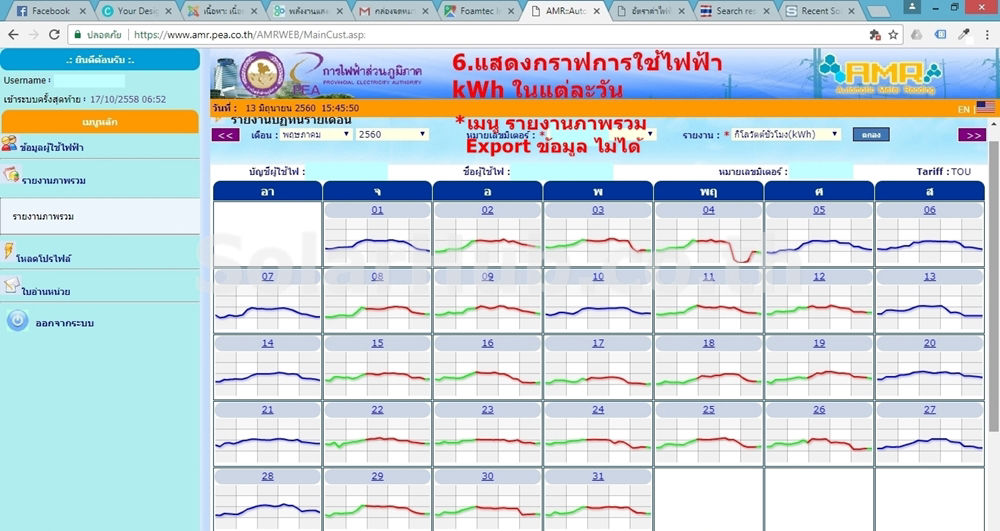 Facebook
Your Desig
เนื้อหา: เนื้อ
พลังงานแส
กล่องจดหม
Foamtec In
AMR::Auto
อัตราค่าไฟฟ้
Search res
Recent So
ปลอดภัย https://www.amr.pea.co.th/AMRWEB/MainCust.asp:
.: ยินดีต้อนรับ :.
Username :
เข้าระบบครั้งสุดท้าย : 17/10/2558 06:52
เมนูหลัก
ข้อมูลผู้ใช้ไฟฟ้า
รายงานภาพรวม
รายงานภาพรวม
โหลดโปรไฟล์
ใบอ่านหน่วย
ออกจากระบบ
การไฟฟ้าส่วนภูมิภาค
PROVINCIAL ELECTRICITY AUTHORITY
PEA
6.แสดงกราฟการใช้ไฟฟ้า
kWh ในแต่ละวัน
AMR
Automatic Meter Reading
วันที่ : 13 มิถุนายน 2560 15:45:50
EN
รายงานปฏิทินรายเดือน
*เมนู รายงานภาพรวม
Export ข้อมูล ไม่ได้
<< เดือน : พฤษภาคม 2560 หมายเลขมิเตอร์ : * รายงาน : * กิโลวัตต์ชั่วโมง(kWh) ตกลง >>
บัญชีผู้ใช้ไฟ : ชื่อผู้ใช้ไฟ : หมายเลขมิเตอร์ : Tariff : TOU
อา จ อ พ พฤ ศ ส
01 02 03 04 05 06
07 08 09 10 11 12 13
14 15 16 17 18 19 20
21 22 23 24 25 26 27
28 29 30 31